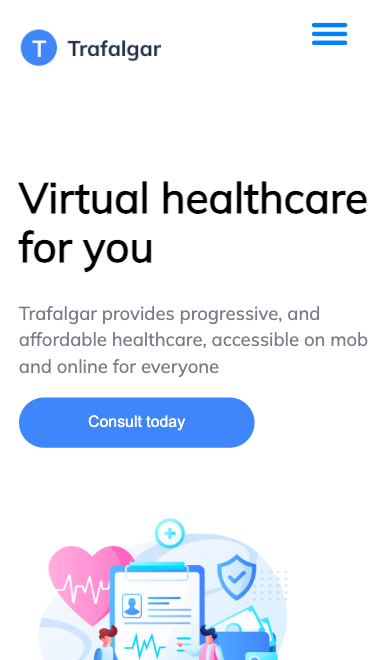 T Trafalgar
Virtual healthcare
for you
Trafalgar provides progressive, and
affordable healthcare, accessible on mob
and online for everyone
Consult today